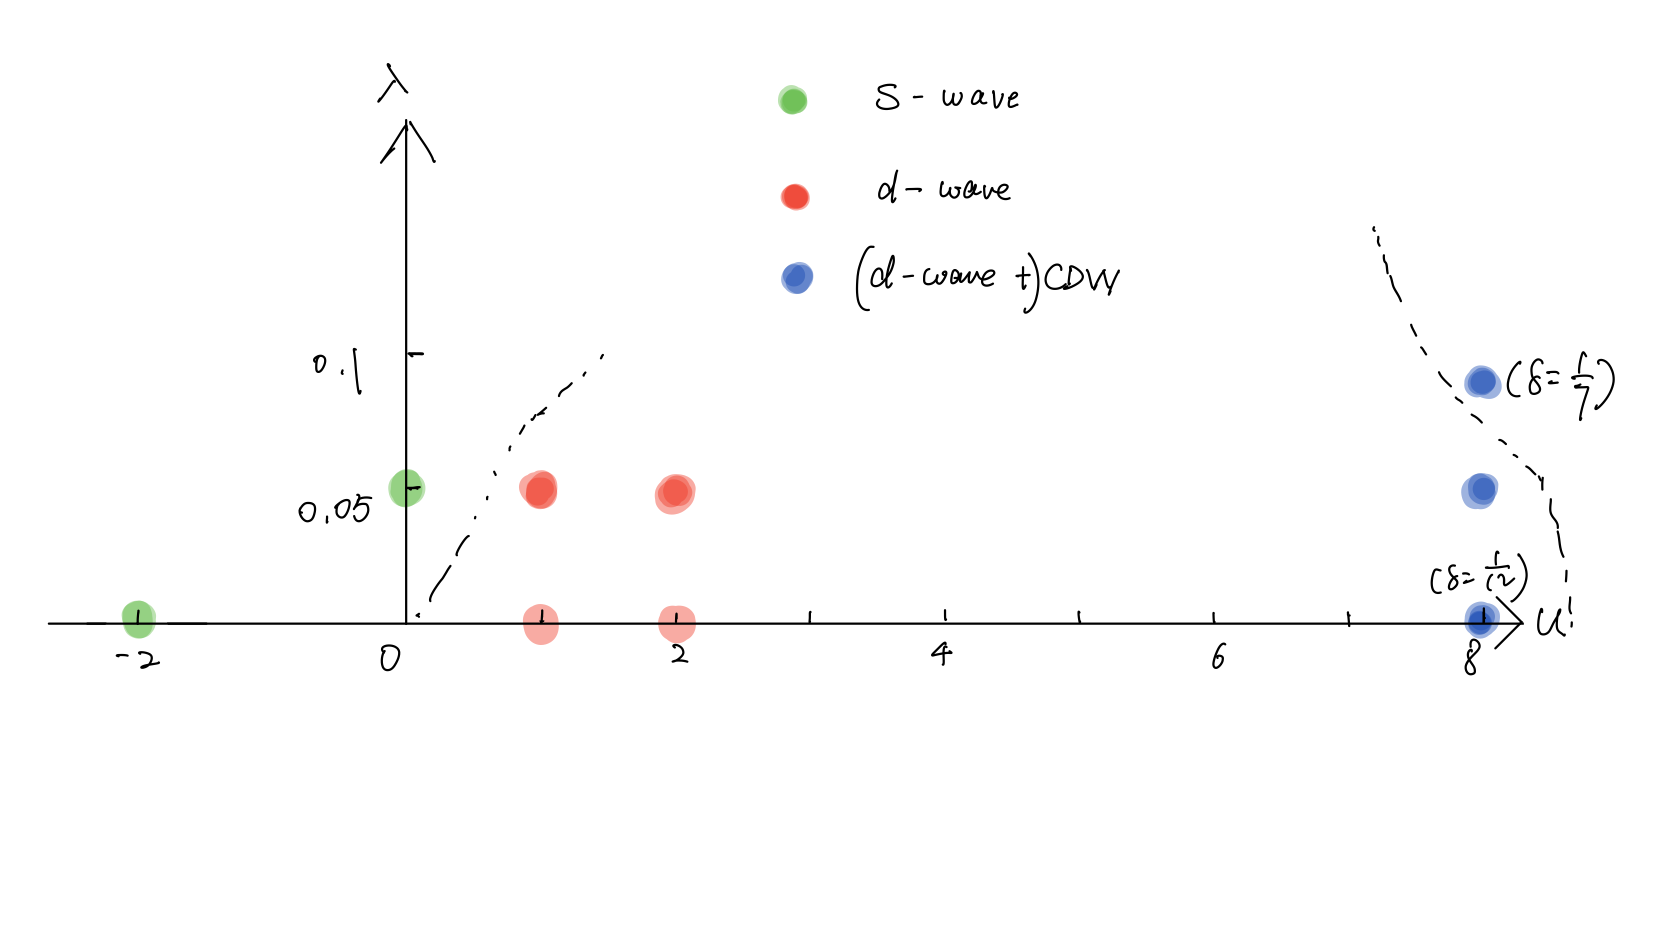 λ
S-wave
d-wave
(d-wave +) CDW
0.1
(δ=1/7)
0.05
(δ=1/12)
U
-2 0 2 4 6 8